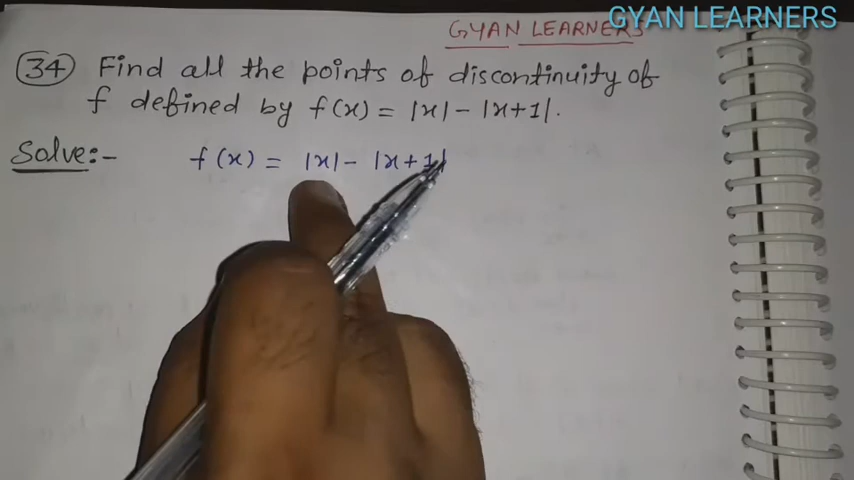 GYAN LEARNERS
GYAN LEARNERS
34 Find all the points of discontinuity of
f defined by f(x) = |x| - |x+1|.
Solve:- f(x) = |x| - |x+1|